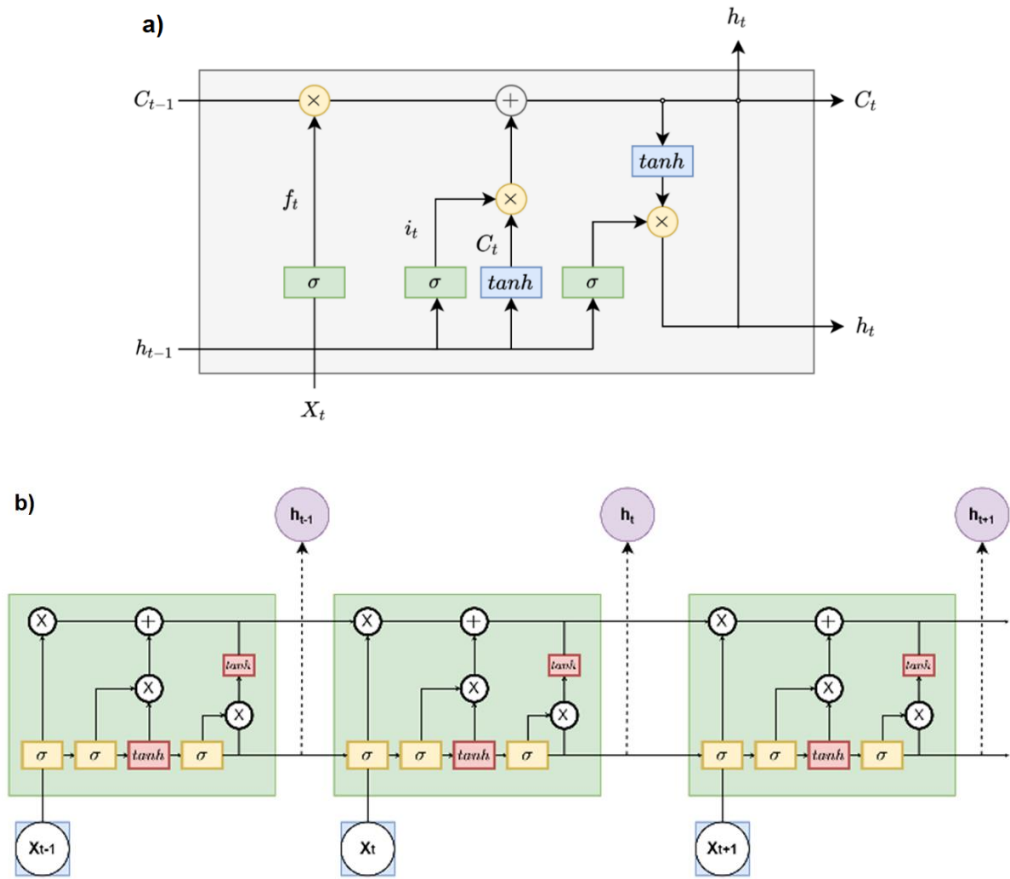 a)
h_t
C_{t-1} × + C_t
tanh
f_t × ×
i_t
C_t
σ σ tanh σ
h_t
h_{t-1}
X_t
b)
h_{t-1} h_t h_{t+1}
X + X + X +
tanh tanh tanh
X X X
X X X
σ σ tanh σ σ σ tanh σ σ σ tanh σ
X_{t-1} X_t X_{t+1}